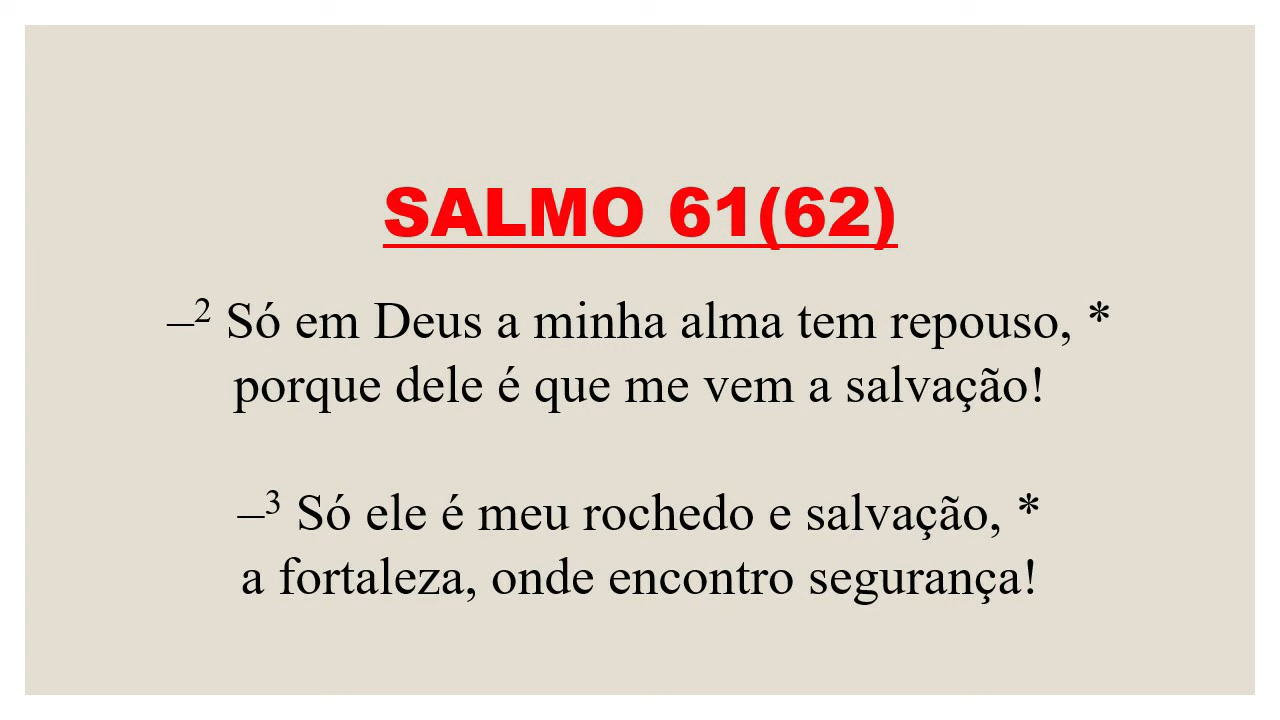 SALMO 61(62)
–² Só em Deus a minha alma tem repouso, *
porque dele é que me vem a salvação!
–³ Só ele é meu rochedo e salvação, *
a fortaleza, onde encontro segurança!